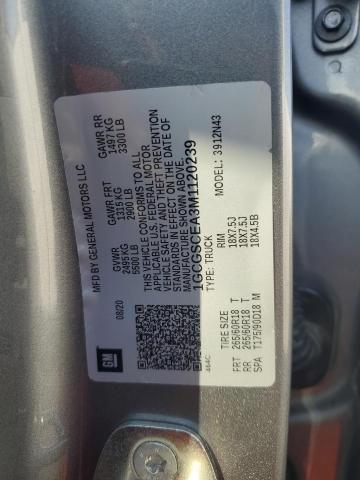 MFD BY GENERAL MOTORS LLC
08/20
GVWR
2495 KG
5500 LB
GAWR FRT
1315 KG
2900 LB
GAWR RR
1497 KG
3300 LB
THIS VEHICLE CONFORMS TO ALL
APPLICABLE U.S. FEDERAL MOTOR
VEHICLE SAFETY AND THEFT PREVENTION
STANDARDS IN EFFECT ON THE DATE OF
MANUFACTURE SHOWN ABOVE.
1GCGSCEA3M1120239
TYPE: TRUCK
MODEL: 3912N43
TIRE SIZE RIM
FRT 265/60R18 T 18X7.5J
RR 265/60R18 T 18X7.5J
SPA T175/90D18 M 18X4.5B
GM